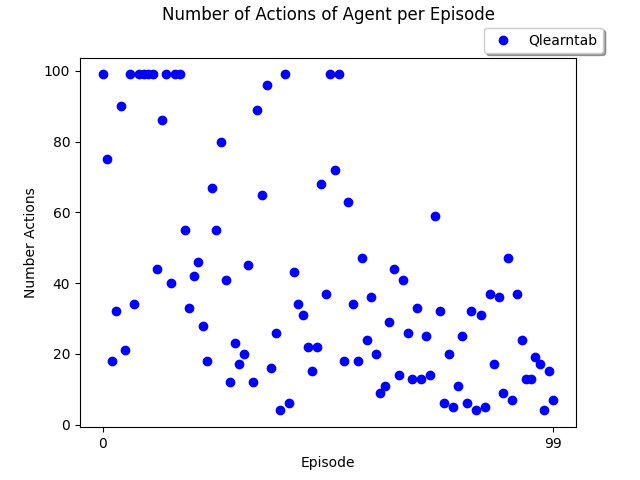 Number of Actions of Agent per Episode
Qlearntab
100
80
60
40
20
0
Number Actions
0
99
Episode